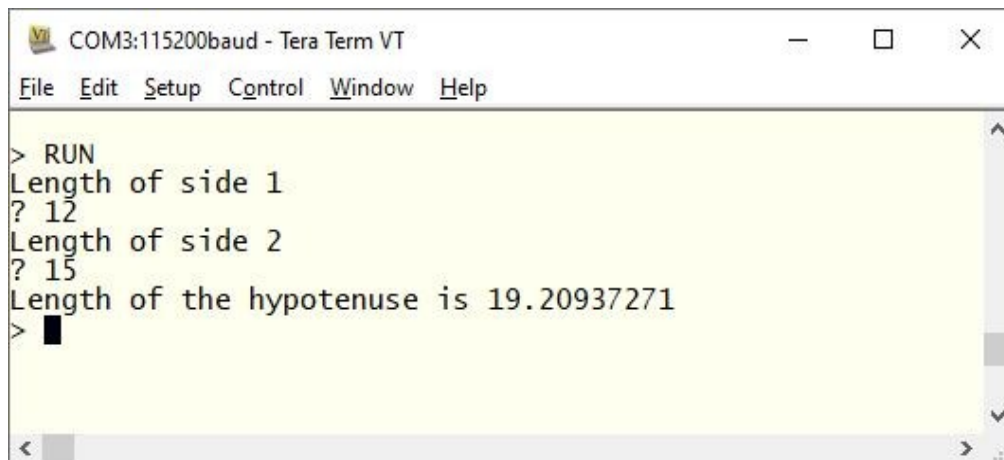 COM3:115200baud - Tera Term VT
File Edit Setup Control Window Help
> RUN
Length of side 1
? 12
Length of side 2
? 15
Length of the hypotenuse is 19.20937271
>